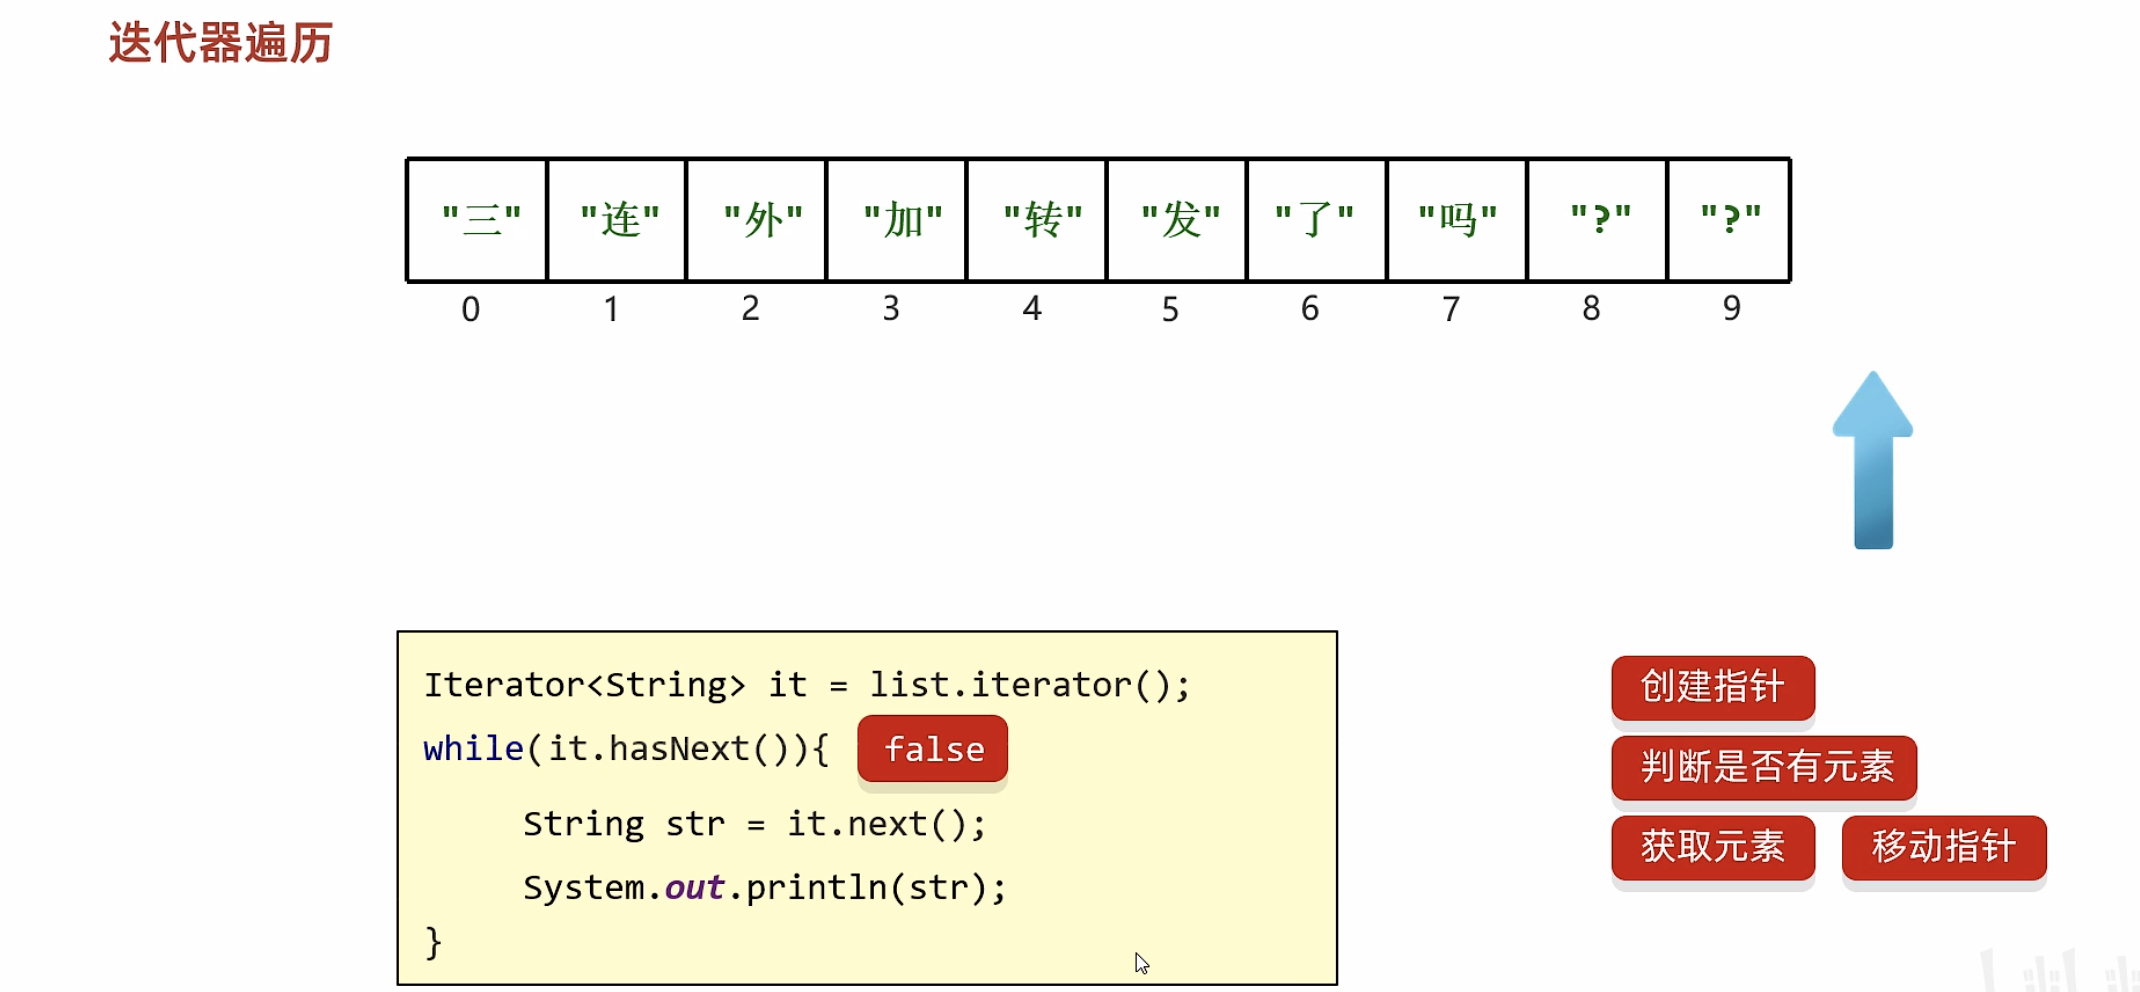 迭代器遍历
"三" "连" "外" "加" "转" "发" "了" "吗" "?" "?"
0 1 2 3 4 5 6 7 8 9
Iterator<String> it = list.iterator();
while(it.hasNext()){ false
String str = it.next();
System.out.println(str);
}
创建指针
判断是否有元素
获取元素 移动指针